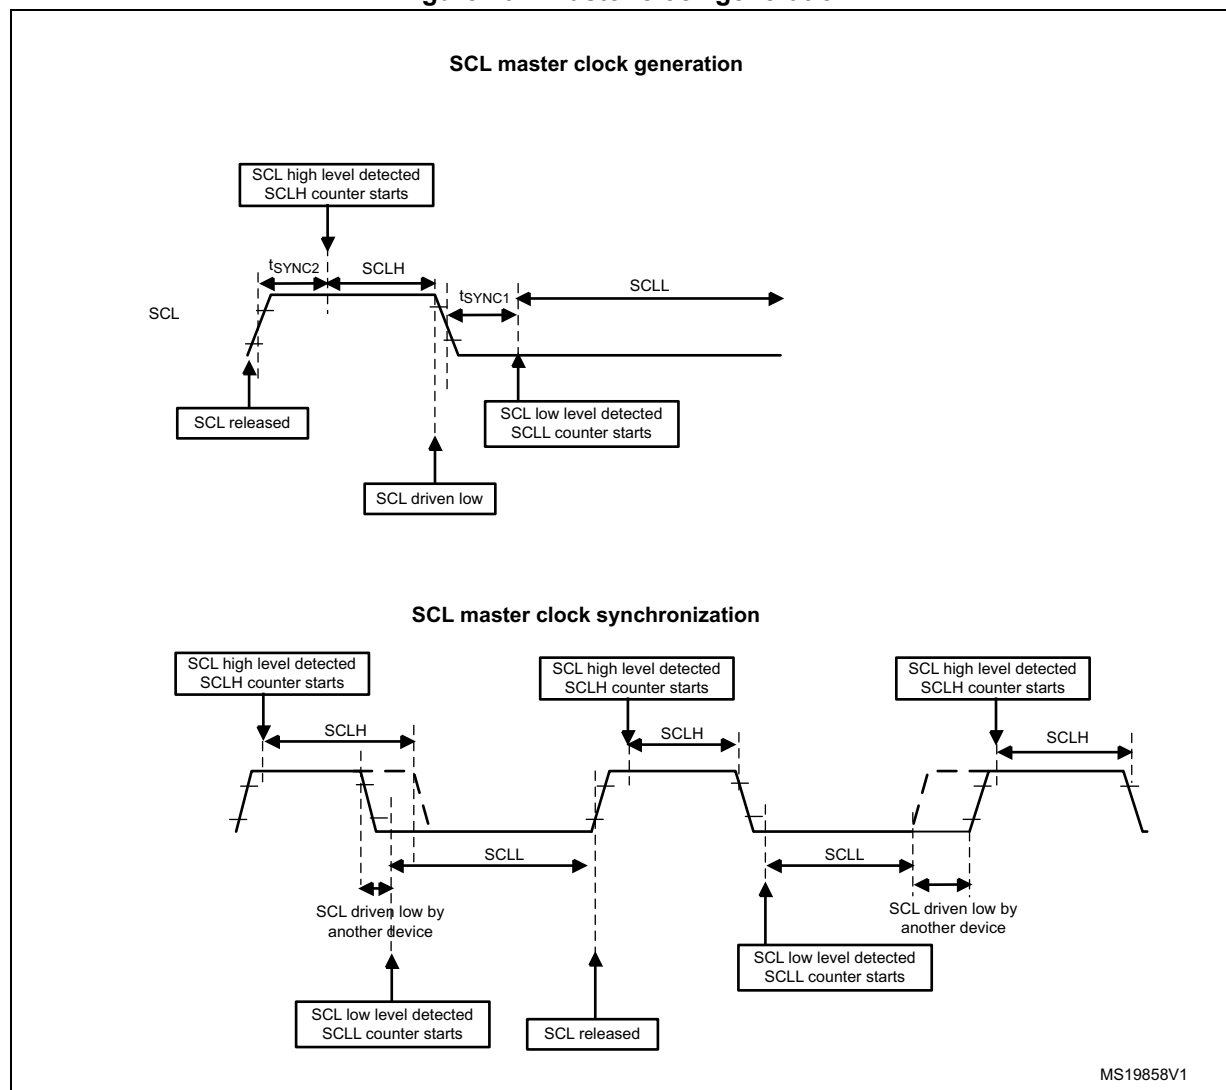 SCL master clock generation
SCL high level detected
SCLH counter starts
tSYNC2
SCLH
SCLL
tSYNC1
SCL
SCL released
SCL low level detected
SCLL counter starts
SCL driven low
SCL master clock synchronization
SCL high level detected
SCLH counter starts
SCL high level detected
SCLH counter starts
SCL high level detected
SCLH counter starts
SCLH
SCLH
SCLH
SCLL
SCLL
SCL driven low by
another device
SCL driven low by
another device
SCL low level detected
SCLL counter starts
SCL low level detected
SCLL counter starts
SCL released
MS19858V1